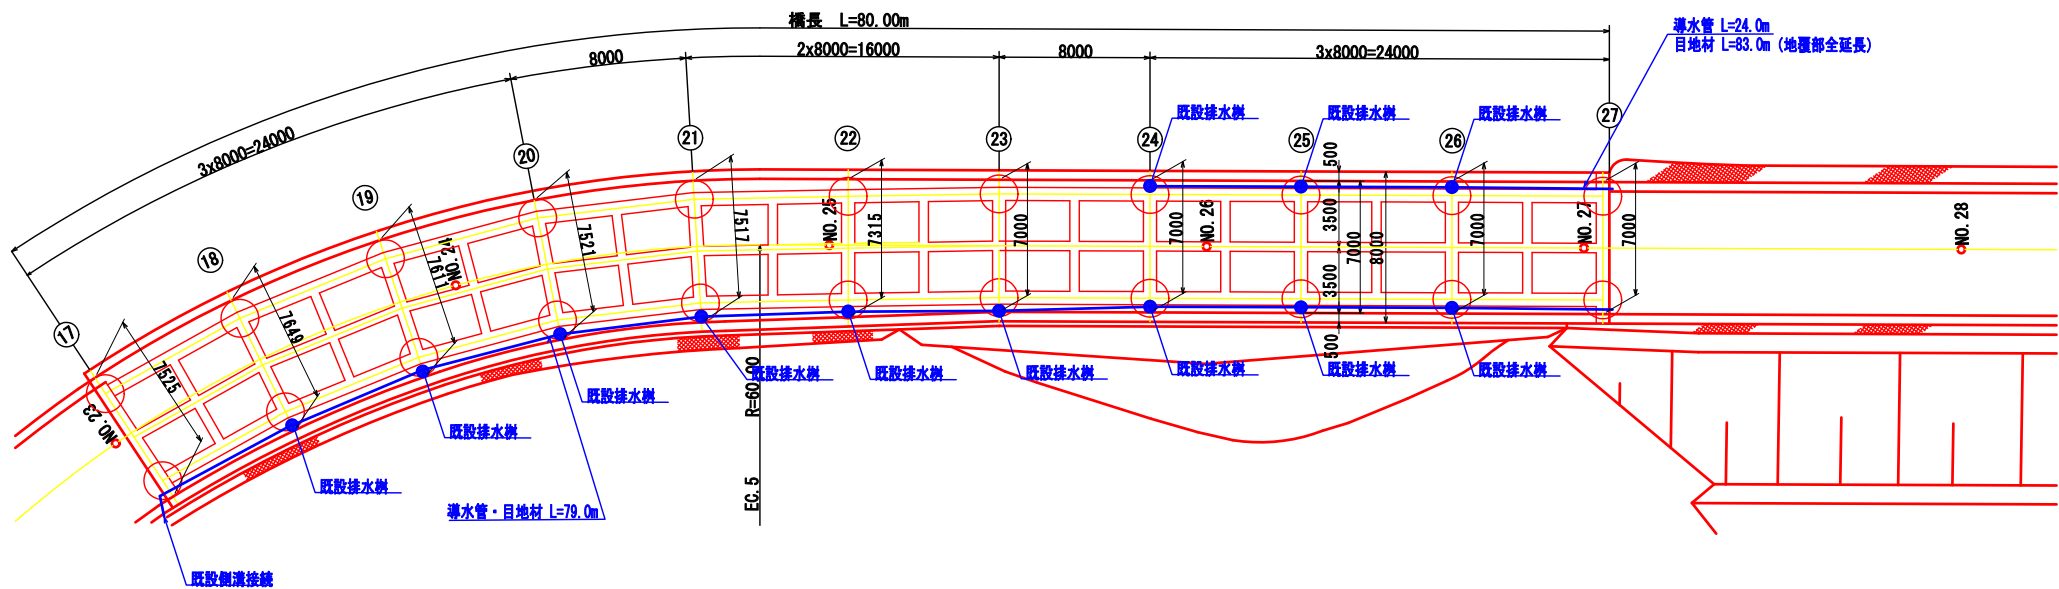 橋長 L=80.00m
3x8000=24000
8000
2x8000=16000
8000
3x8000=24000
導水管 L=24.0m
目地材 L=83.0m (地覆部全延長)
既設排水桝
既設排水桝
既設排水桝
17
18
19
20
21
22
23
24
25
26
27
7525
7649
7611
7521
7517
7315
7000
7000
7000
7000
500
3500
3500
500
7000
8000
NO.23
NO.24
NO.25
NO.26
NO.27
NO.28
R=60.00
EC.5
既設排水桝
既設排水桝
既設排水桝
既設排水桝
既設排水桝
既設排水桝
既設排水桝
既設排水桝
既設排水桝
導水管・目地材 L=79.0m
既設側溝接続